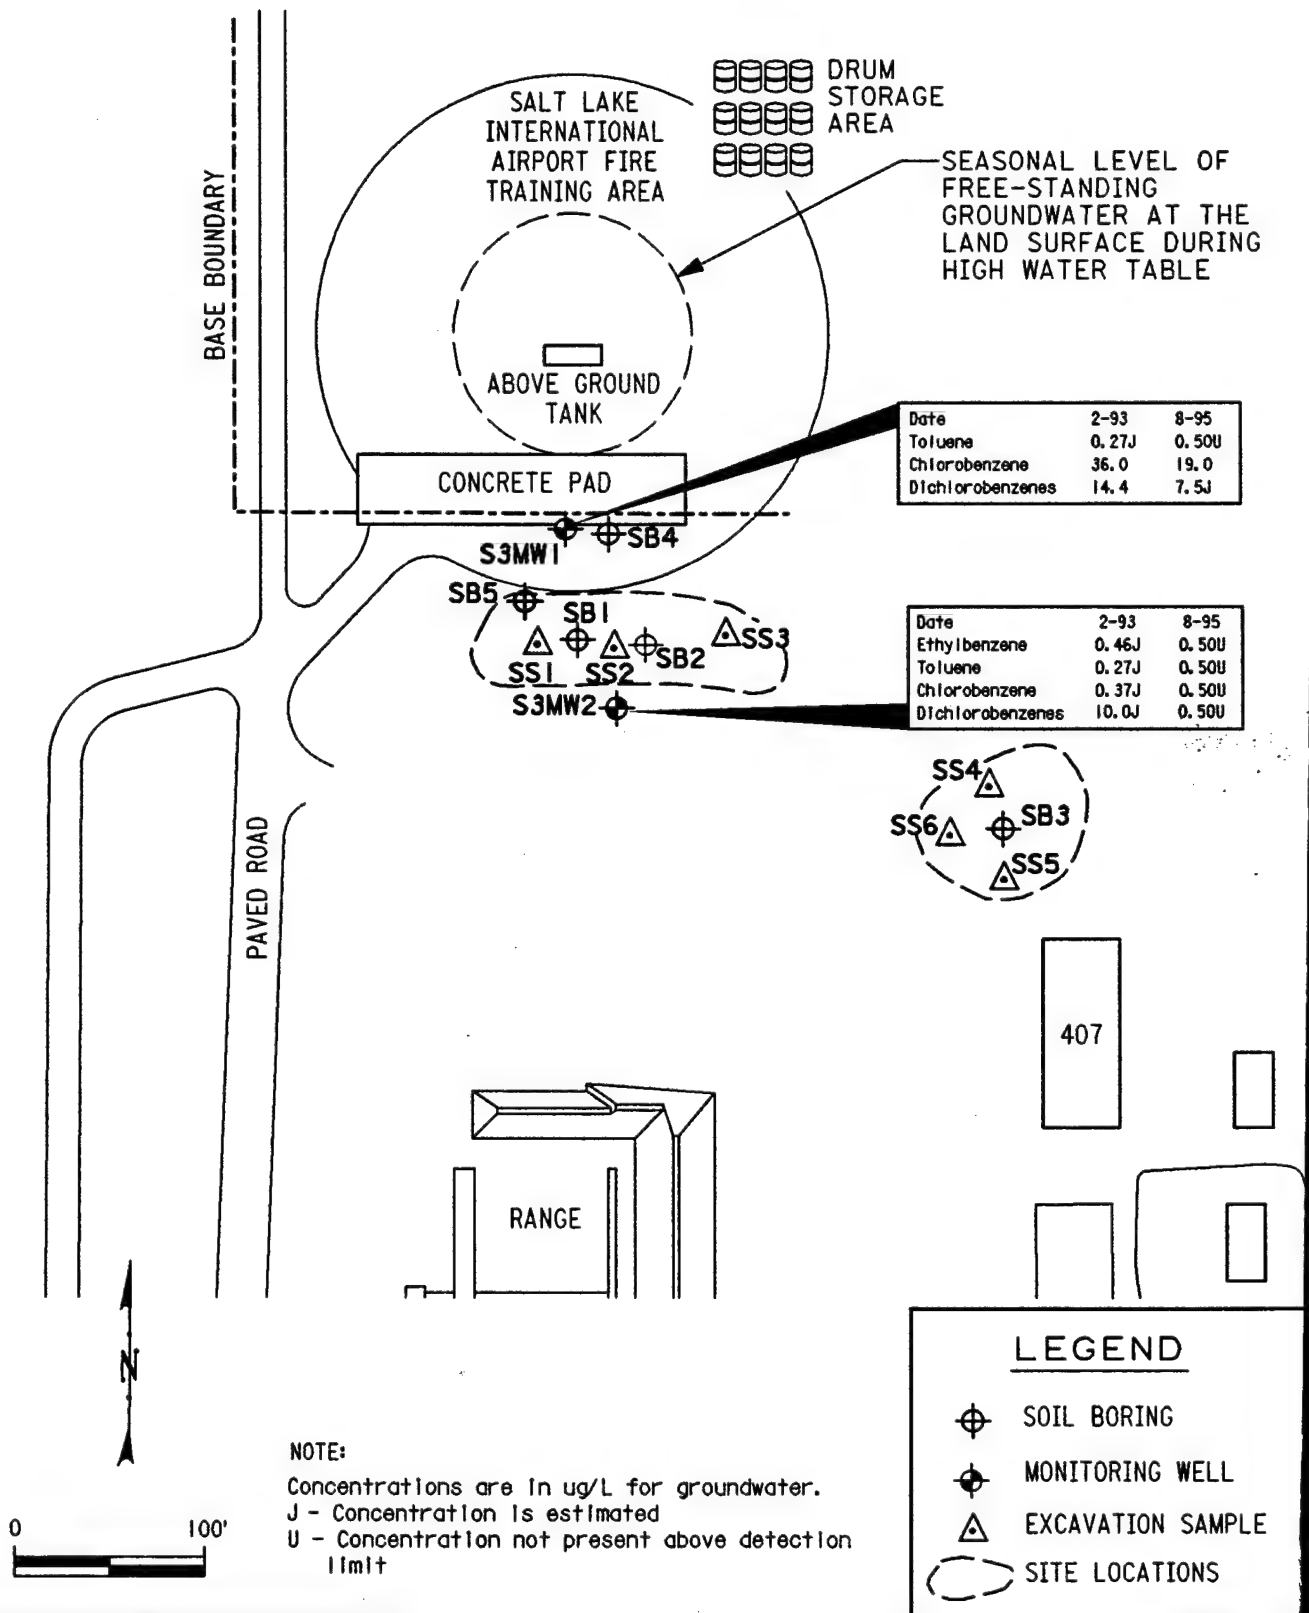 DRUM
STORAGE
AREA
SALT LAKE
INTERNATIONAL
AIRPORT FIRE
TRAINING AREA
SEASONAL LEVEL OF
FREE-STANDING
GROUNDWATER AT THE
LAND SURFACE DURING
HIGH WATER TABLE
BASE BOUNDARY
ABOVE GROUND
TANK
CONCRETE PAD
Date 2-93 8-95
Toluene 0.27J 0.50U
Chlorobenzene 36.0 19.0
Dichlorobenzenes 14.4 7.5J
S3MW1
SB4
SB5
SB1
SS3
SS1
SS2
SB2
S3MW2
Date 2-93 8-95
Ethylbenzene 0.46J 0.50U
Toluene 0.27J 0.50U
Chlorobenzene 0.37J 0.50U
Dichlorobenzenes 10.0J 0.50U
SS4
SS6
SB3
SS5
PAVED ROAD
407
RANGE
N
0 100'
NOTE:
Concentrations are in ug/L for groundwater.
J - Concentration is estimated
U - Concentration not present above detection
limit
LEGEND
SOIL BORING
MONITORING WELL
EXCAVATION SAMPLE
SITE LOCATIONS